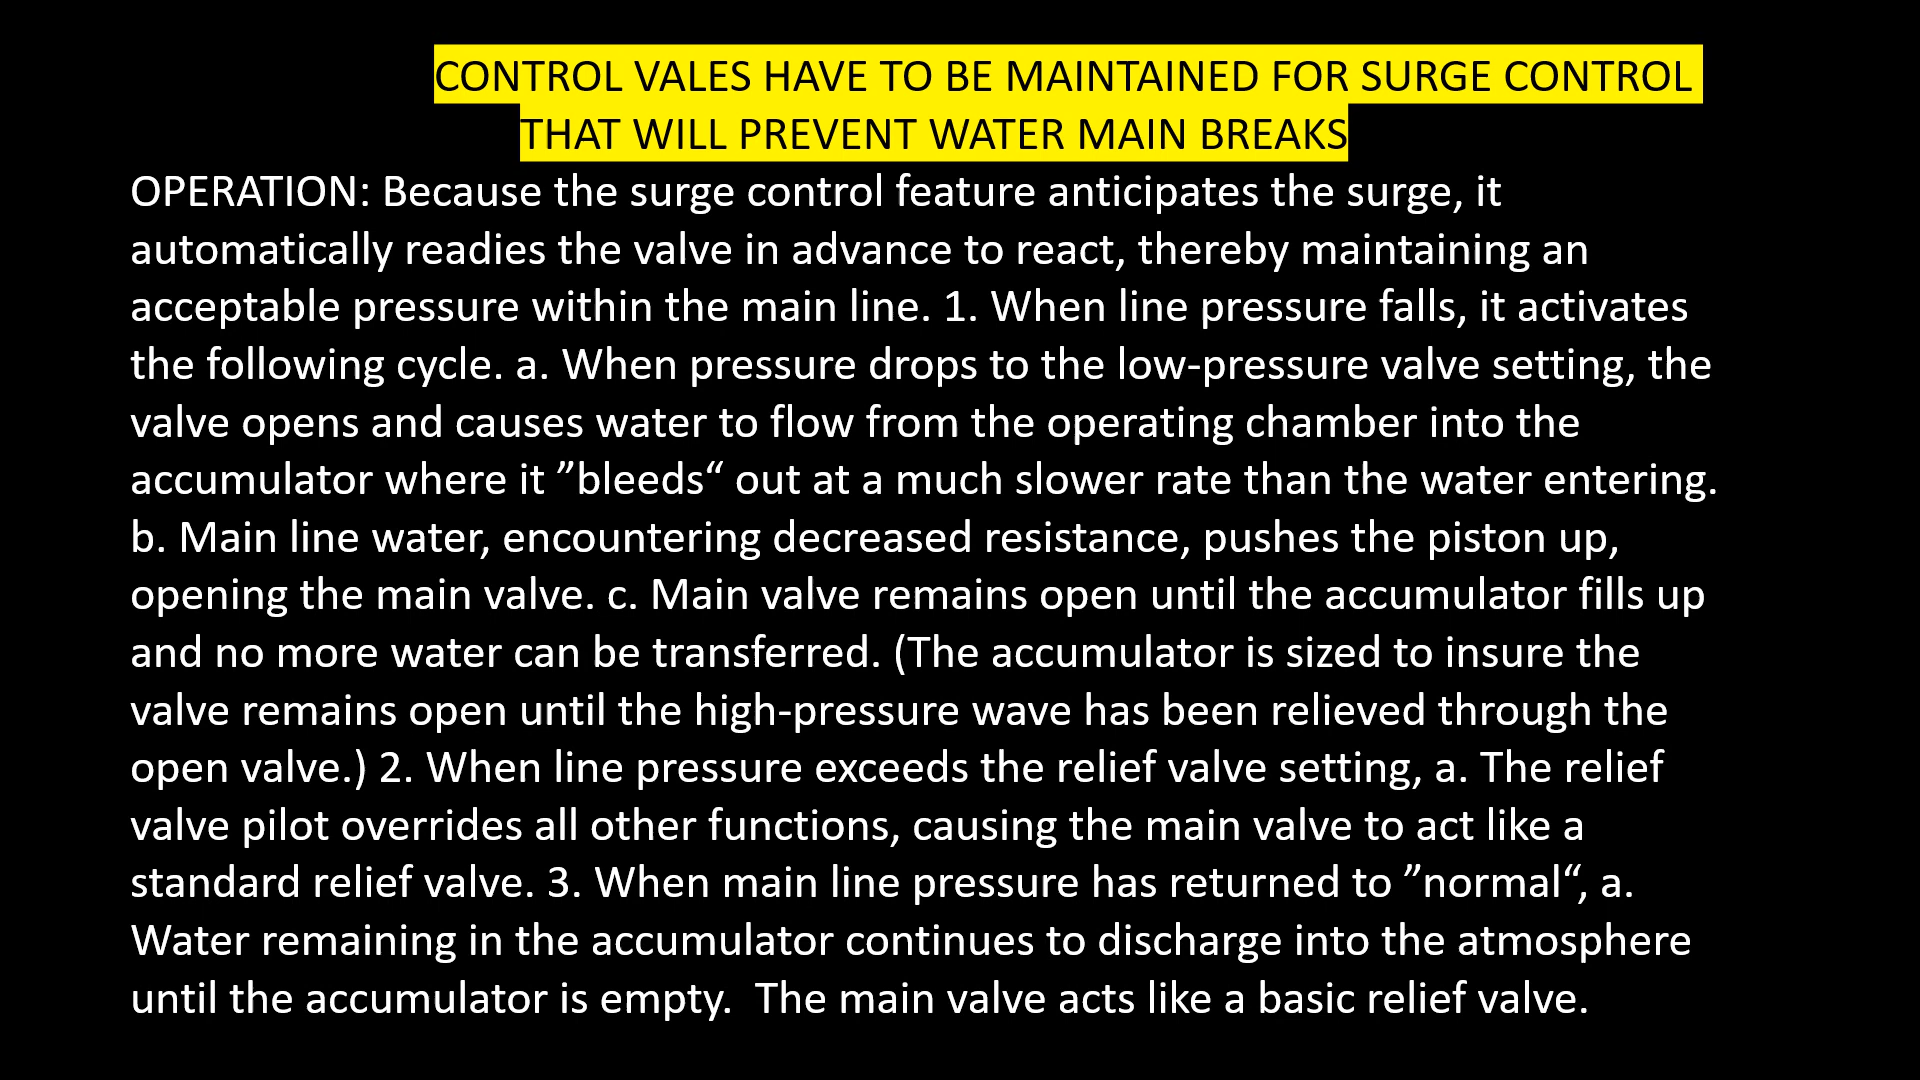 CONTROL VALES HAVE TO BE MAINTAINED FOR SURGE CONTROL
THAT WILL PREVENT WATER MAIN BREAKS
OPERATION: Because the surge control feature anticipates the surge, it
automatically readies the valve in advance to react, thereby maintaining an
acceptable pressure within the main line. 1. When line pressure falls, it activates
the following cycle. a. When pressure drops to the low-pressure valve setting, the
valve opens and causes water to flow from the operating chamber into the
accumulator where it ”bleeds“ out at a much slower rate than the water entering.
b. Main line water, encountering decreased resistance, pushes the piston up,
opening the main valve. c. Main valve remains open until the accumulator fills up
and no more water can be transferred. (The accumulator is sized to insure the
valve remains open until the high-pressure wave has been relieved through the
open valve.) 2. When line pressure exceeds the relief valve setting, a. The relief
valve pilot overrides all other functions, causing the main valve to act like a
standard relief valve. 3. When main line pressure has returned to ”normal“, a.
Water remaining in the accumulator continues to discharge into the atmosphere
until the accumulator is empty.  The main valve acts like a basic relief valve.